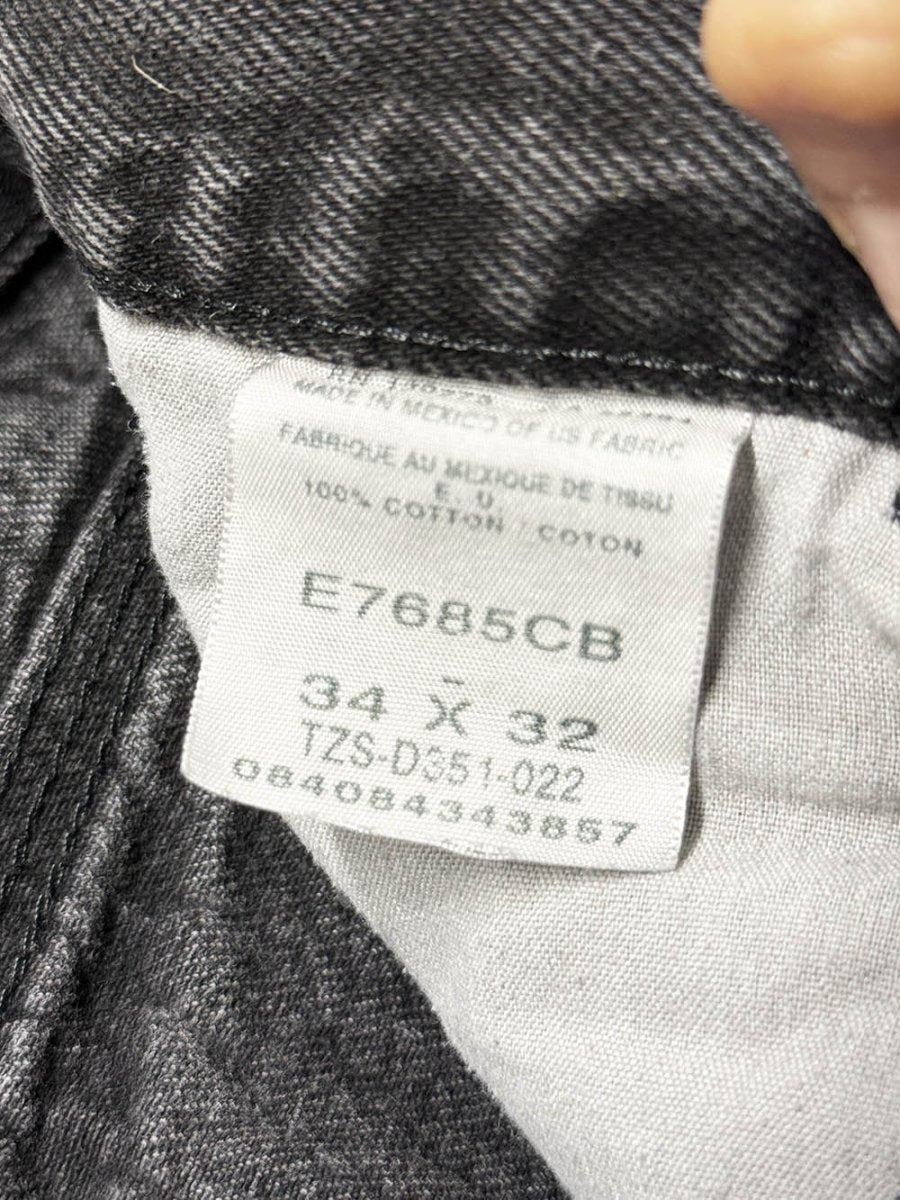 MADE IN MEXICO OF US FABRIC
FABRIQUE AU MEXIQUE DE TISSU
E. U.
100% COTTON / COTON
E7685CB
-
34 X 32
TZS-D351-022
084084343857